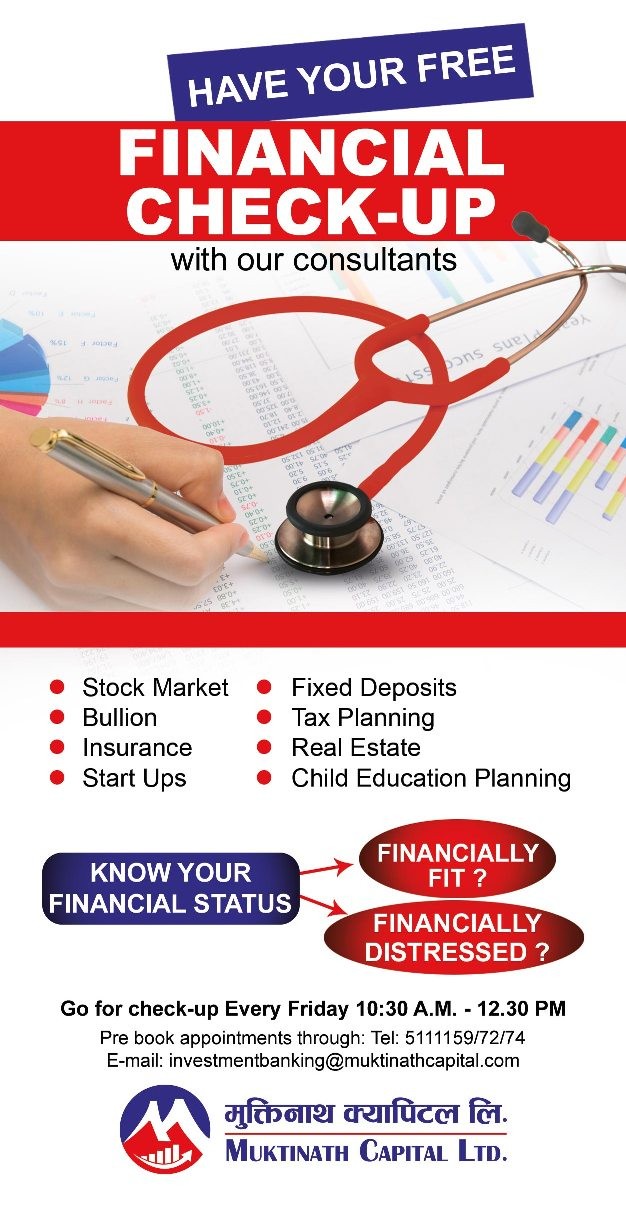 HAVE YOUR FREE
FINANCIAL
CHECK-UP
with our consultants
Stock Market
Bullion
Insurance
Start Ups
Fixed Deposits
Tax Planning
Real Estate
Child Education Planning
KNOW YOUR
FINANCIAL STATUS
FINANCIALLY
FIT ?
FINANCIALLY
DISTRESSED ?
Go for check-up Every Friday 10:30 A.M. - 12.30 PM
Pre book appointments through: Tel: 5111159/72/74
E-mail: investmentbanking@muktinathcapital.com
मुक्तिनाथ क्यापिटल लि.
MUKTINATH CAPITAL LTD.